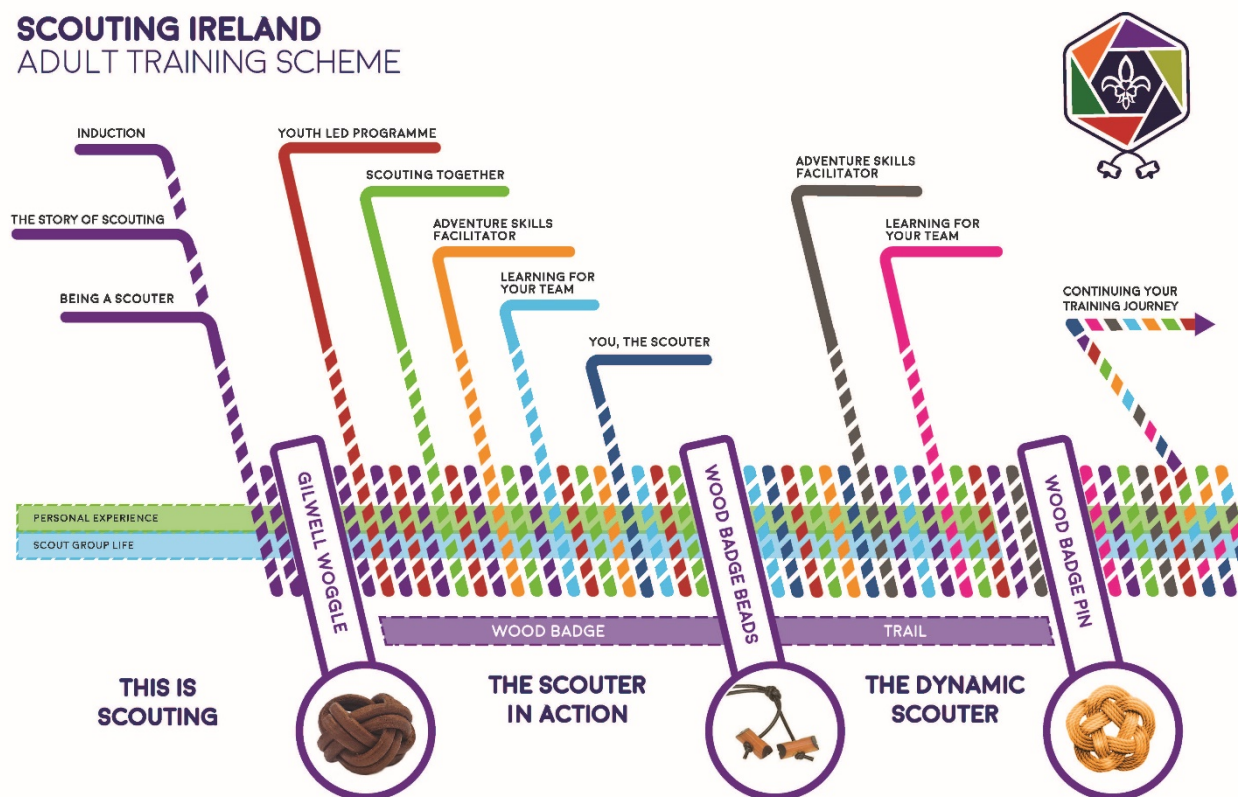 SCOUTING IRELAND
ADULT TRAINING SCHEME
INDUCTION
THE STORY OF SCOUTING
BEING A SCOUTER
YOUTH LED PROGRAMME
SCOUTING TOGETHER
ADVENTURE SKILLS
FACILITATOR
LEARNING FOR
YOUR TEAM
YOU, THE SCOUTER
ADVENTURE SKILLS
FACILITATOR
LEARNING FOR
YOUR TEAM
CONTINUING YOUR
TRAINING JOURNEY
PERSONAL EXPERIENCE
SCOUT GROUP LIFE
GILWELL WOGGLE
WOOD BADGE BEADS
WOOD BADGE PIN
WOOD BADGE
TRAIL
THIS IS
SCOUTING
THE SCOUTER
IN ACTION
THE DYNAMIC
SCOUTER